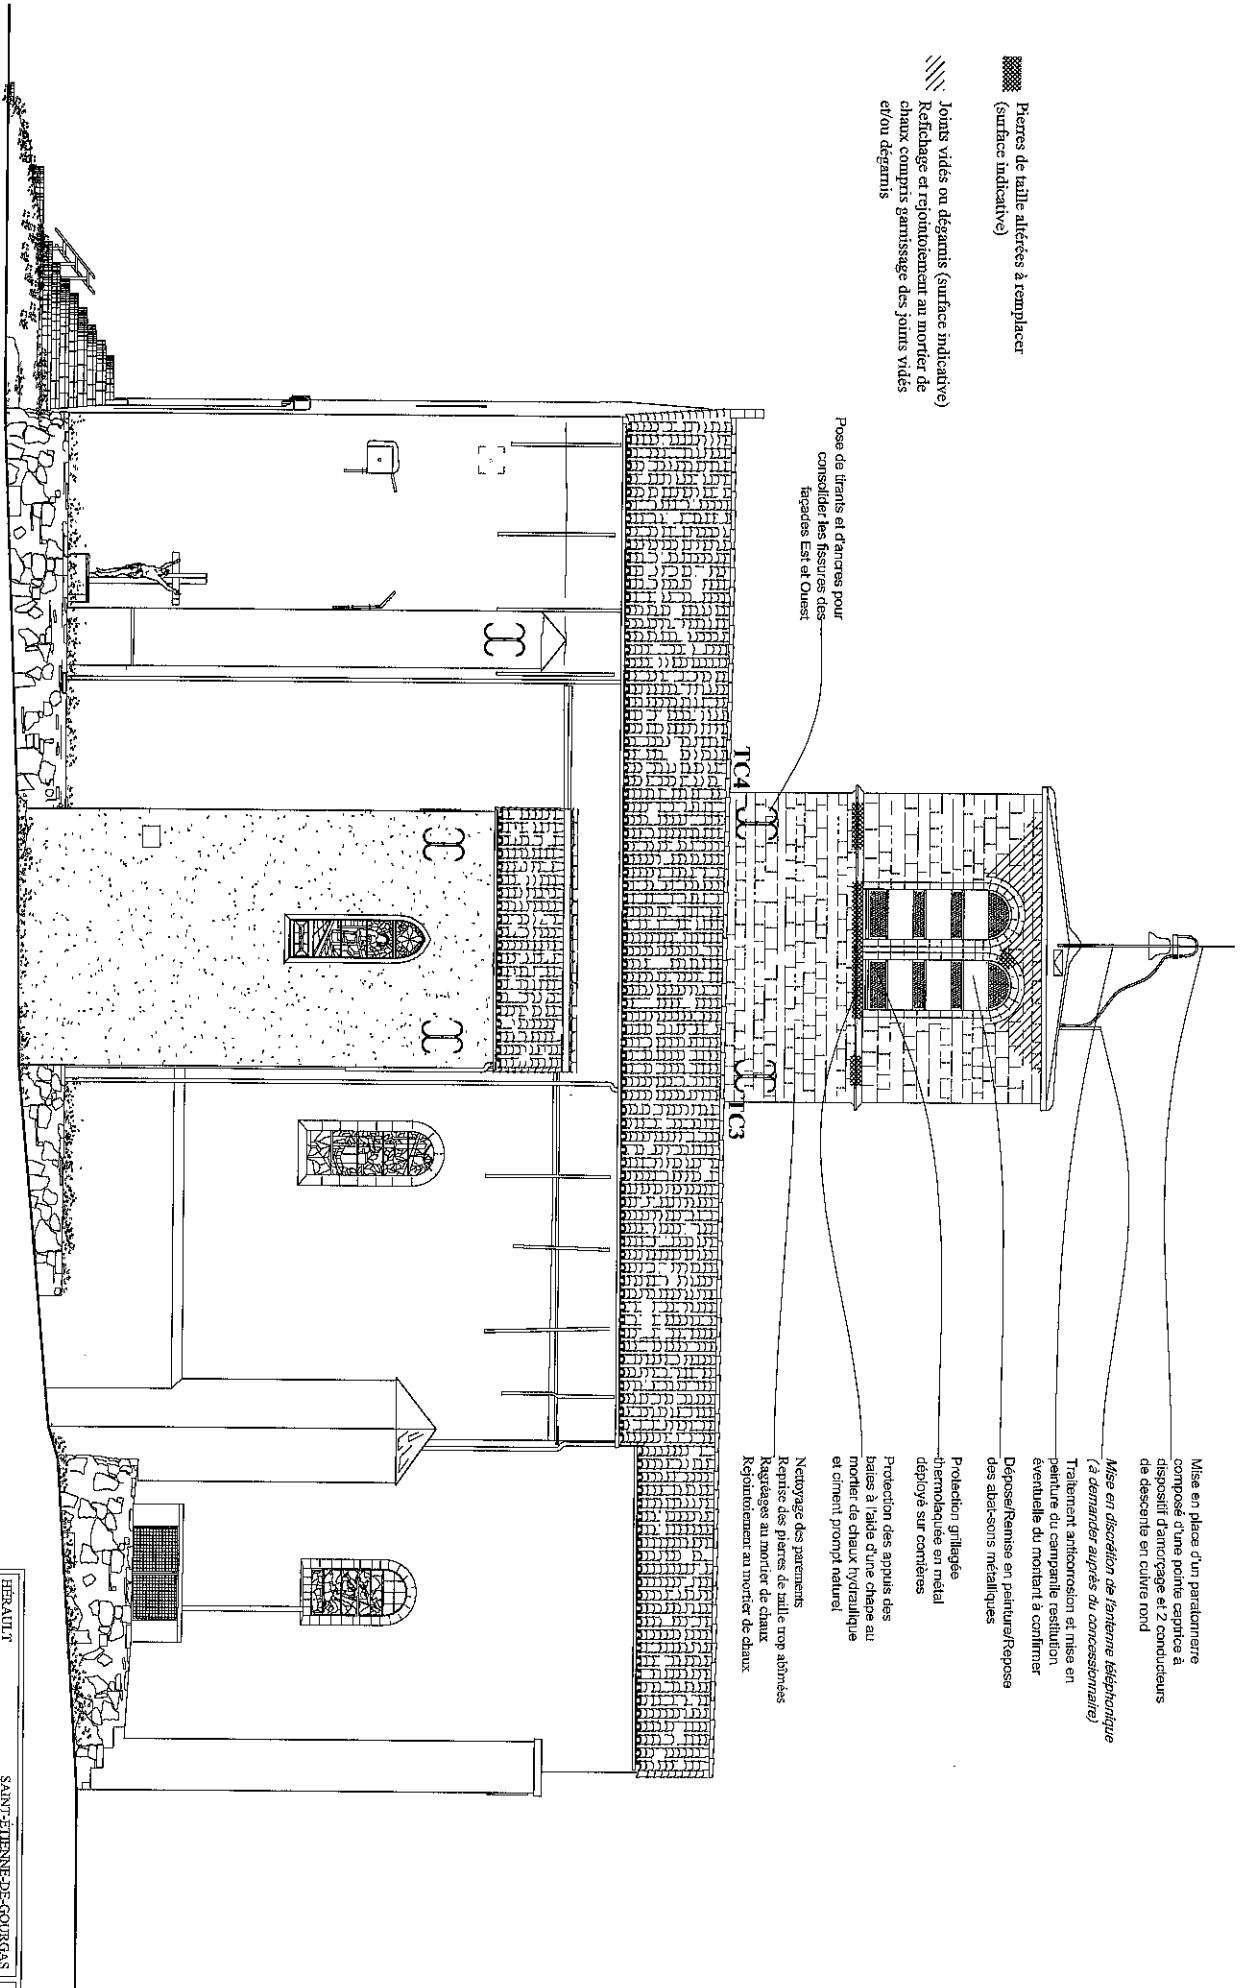 Pierres de taille altérées à remplacer
(surface indicative)
Joints vidés ou dégarnis (surface indicative)
Refichage et rejointoiement au mortier de
chaux compris garnissage des joints vidés
et/ou dégarnis
Pose de tirants et d'ancres pour
consolider les fissures des
façades Est et Ouest
TC4
TC3
Mise en place d'un paratonnerre
composé d'une pointe captrice à
dispositif d'amorçage et 2 conducteurs
de descente en cuivre rond
Mise en discrétion de l'antenne téléphonique
(à demander auprès du concessionnaire)
Traitement anticorrosion et mise en
peinture du campanile restitution
éventuelle du montant à confirmer
Dépose/Remise en peinture/Repose
des abat-sons métalliques
Protection grillagée
thermolaquée en métal
déployé sur cornières
Protection des appuis des
baies à l'aide d'une chape au
mortier de chaux hydraulique
et ciment prompt naturel
Nettoyage des parements
Reprise des pierres de taille trop abîmées
Ragréages au mortier de chaux
Rejointoiement au mortier de chaux
HÉRAULT
SAINT-ÉTIENNE-DE-GOURGAS